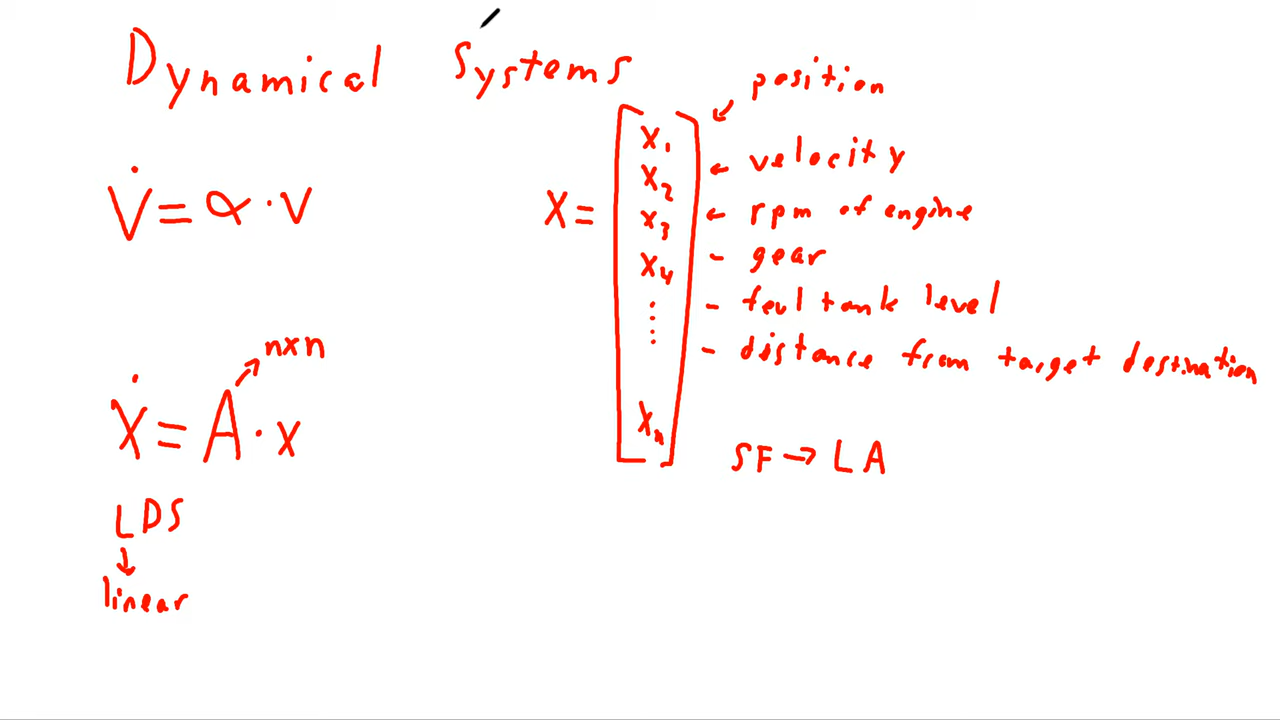 Dynamical Systems
V̇ = α · v
X =
x₁
x₂
x₃
x₄
⋮
xₙ
position
velocity
rpm of engine
gear
feul tank level
distance from target destination
SF → LA
n×n
Ẋ = A · x
LDS
linear